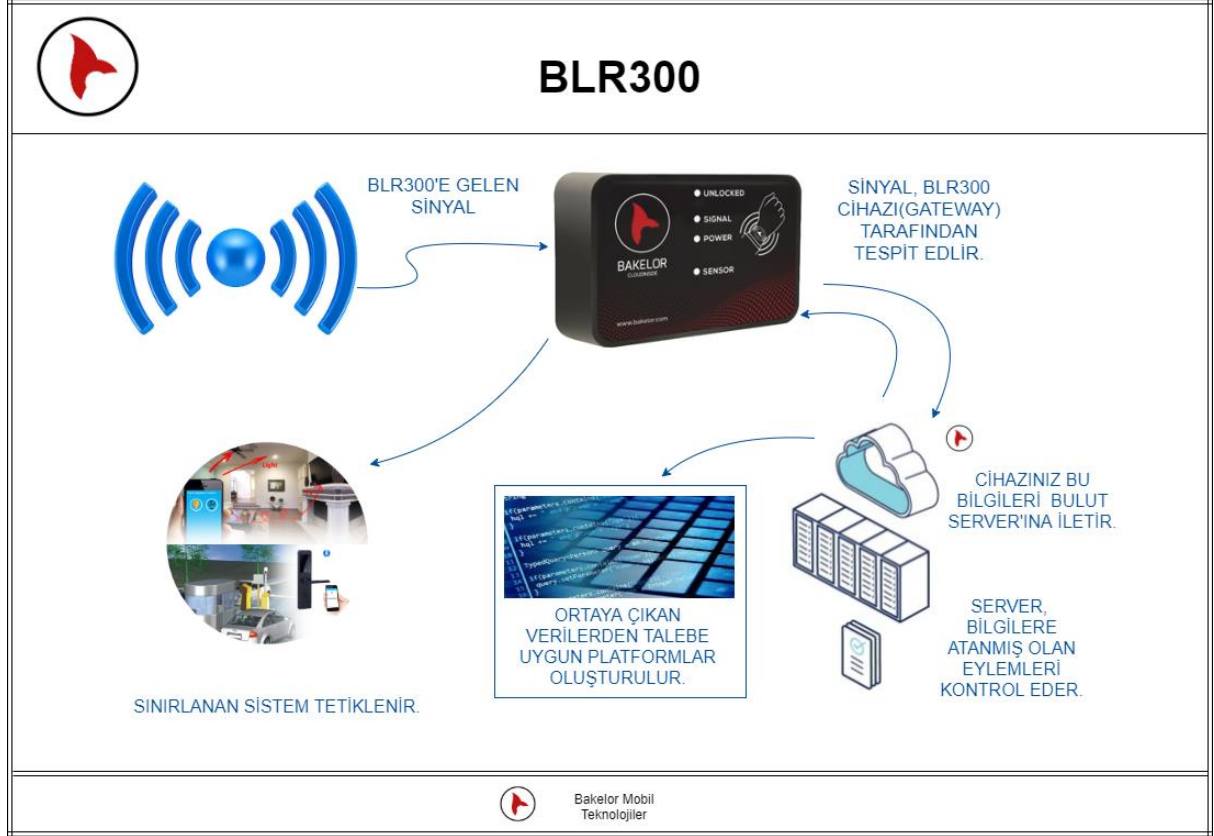 BLR300
BLR300'E GELEN
SİNYAL
UNLOCKED
SIGNAL
POWER
SENSOR
BAKELOR
CLOUDINSIDE
www.bakelor.com
SİNYAL, BLR300
CİHAZI(GATEWAY)
TARAFINDAN
TESPİT EDLİR.
CİHAZINIZ BU
BİLGİLERİ BULUT
SERVER'INA İLETİR.
SERVER,
BİLGİLERE
ATANMIŞ OLAN
EYLEMLERİ
KONTROL EDER.
Light
ORTAYA ÇIKAN
VERİLERDEN TALEBE
UYGUN PLATFORMLAR
OLUŞTURULUR.
SINIRLANAN SİSTEM TETİKLENİR.
Bakelor Mobil
Teknolojiler